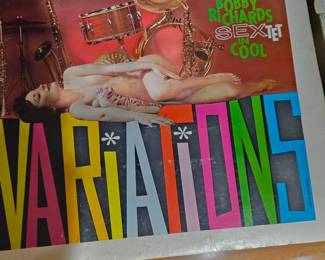 BOBBY
RICHARDS
SEXTET
COOL
VARIATIONS